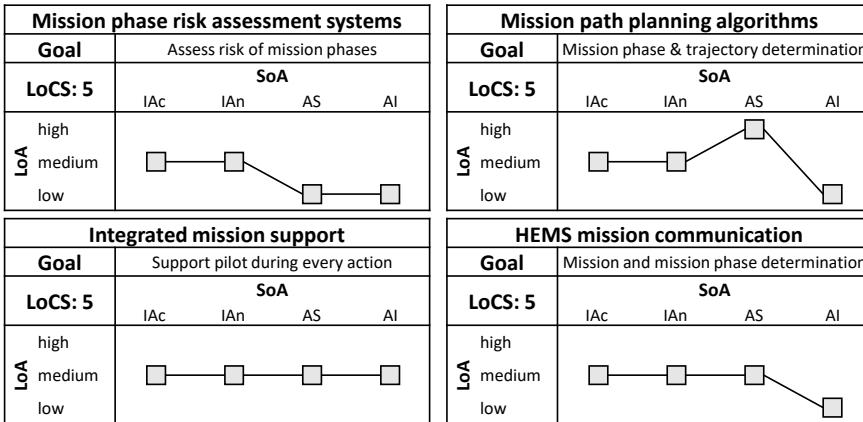 Mission phase risk assessment systems
Goal Assess risk of mission phases
LoCS: 5 SoA
IAc IAn AS AI
LoA
high
medium
low
Mission path planning algorithms
Goal Mission phase & trajectory determination
LoCS: 5 SoA
IAc IAn AS AI
LoA
high
medium
low
Integrated mission support
Goal Support pilot during every action
LoCS: 5 SoA
IAc IAn AS AI
LoA
high
medium
low
HEMS mission communication
Goal Mission and mission phase determination
LoCS: 5 SoA
IAc IAn AS AI
LoA
high
medium
low